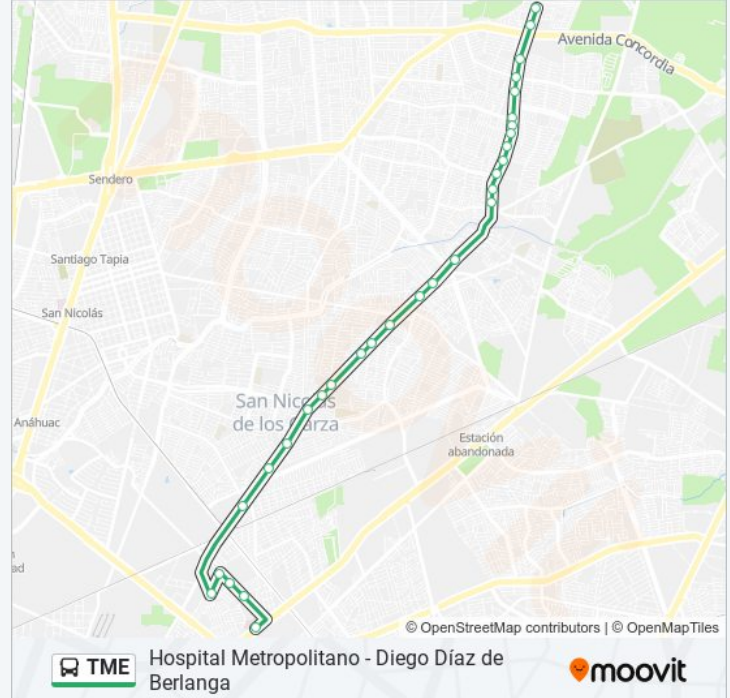 Avenida Concordia
Sendero
Santiago Tapia
San Nicolás
San Nicolás
de los Garza
Anáhuac
Estación
abandonada
ad
© OpenStreetMap contributors | © OpenMapTiles
TME
Hospital Metropolitano - Diego Díaz de
Berlanga
moovit